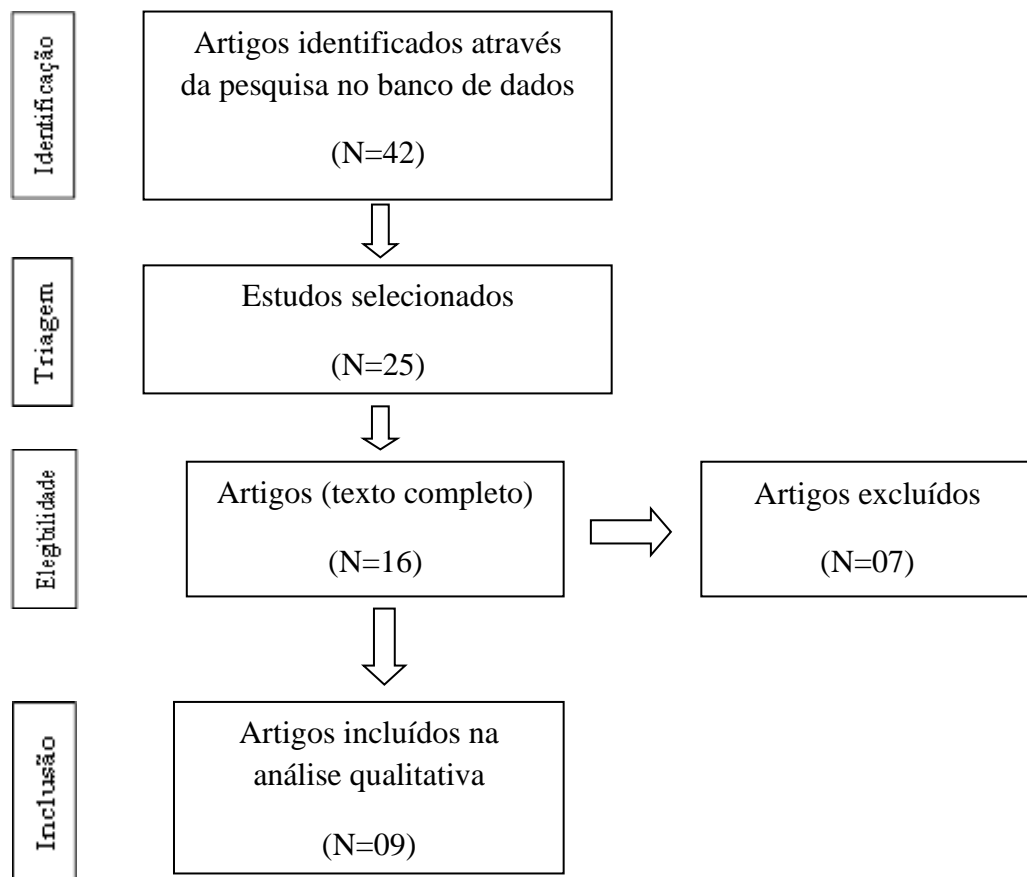 Identificação
Artigos identificados através
da pesquisa no banco de dados
(N=42)
Triagem
Estudos selecionados
(N=25)
Elegibilidade
Artigos (texto completo)
(N=16)
Artigos excluídos
(N=07)
Inclusão
Artigos incluídos na
análise qualitativa
(N=09)